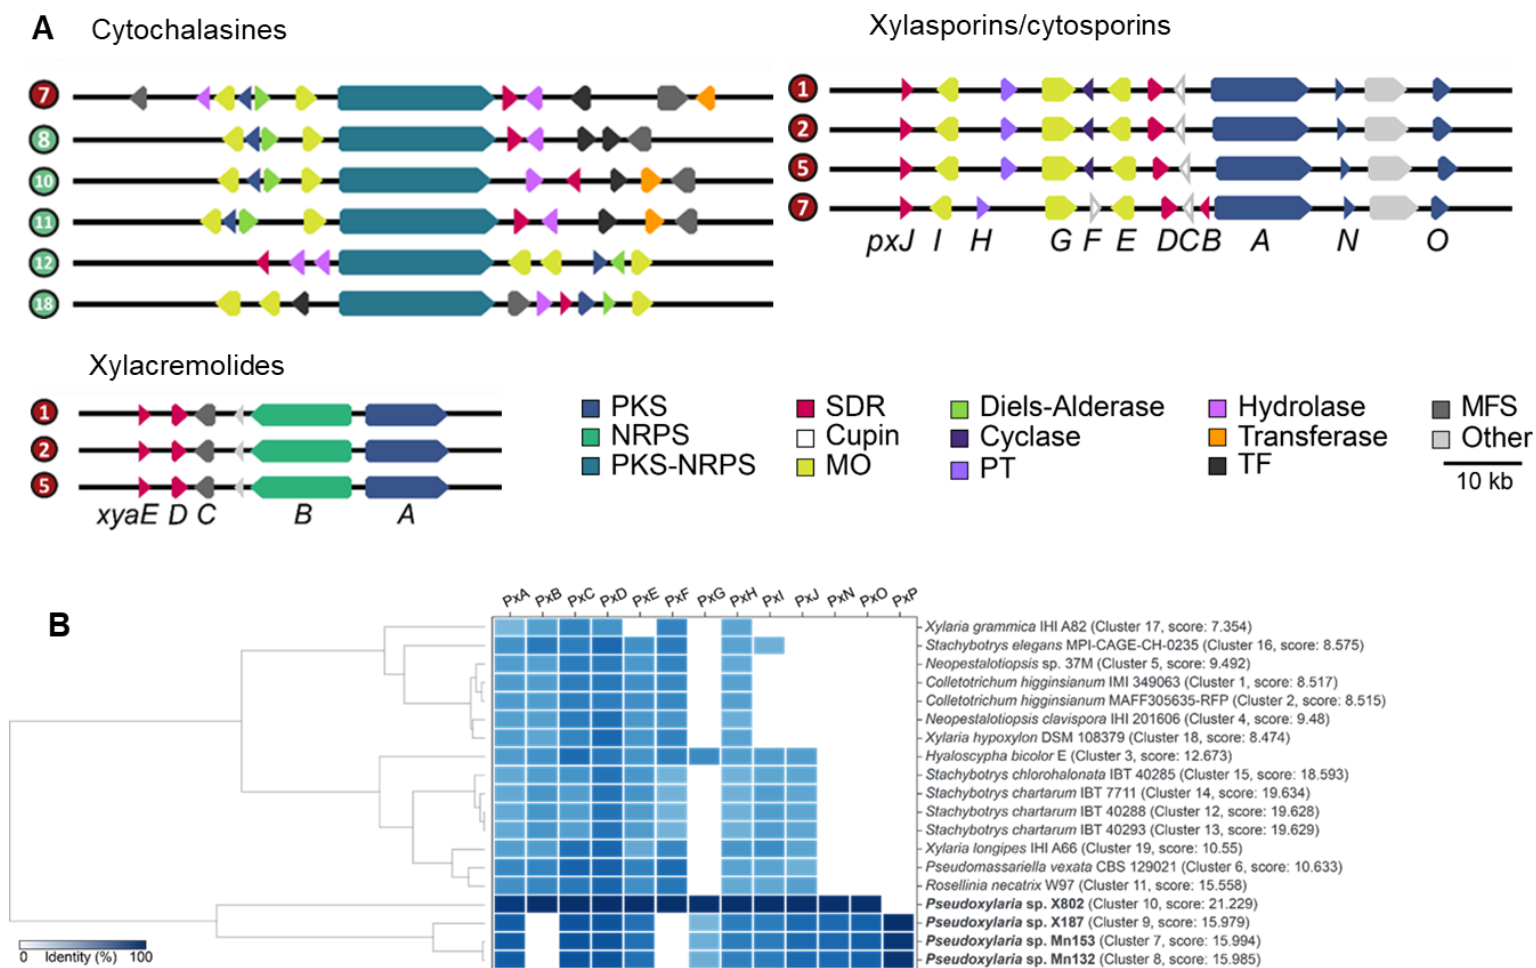 A Cytochalasines
7
8
10
11
12
18
Xylasporins/cytosporins
1
2
5
7
pxJ I H G F E D C B A N O
Xylacremolides
1
2
5
xyaE D C B A
PKS SDR Diels-Alderase Hydrolase MFS
NRPS Cupin Cyclase Transferase Other
PKS-NRPS MO PT TF
10 kb
B
PxA PxB PxC PxD PxE PxF PxG PxH PxI PxJ PxN PxO PxP
Xylaria grammica IHI A82 (Cluster 17, score: 7.354)
Stachybotrys elegans MPI-CAGE-CH-0235 (Cluster 16, score: 8.575)
Neopestalotiopsis sp. 37M (Cluster 5, score: 9.492)
Colletotrichum higginsianum IMI 349063 (Cluster 1, score: 8.517)
Colletotrichum higginsianum MAFF305635-RFP (Cluster 2, score: 8.515)
Neopestalotiopsis clavispora IHI 201606 (Cluster 4, score: 9.48)
Xylaria hypoxylon DSM 108379 (Cluster 18, score: 8.474)
Hyaloscypha bicolor E (Cluster 3, score: 12.673)
Stachybotrys chlorohalonata IBT 40285 (Cluster 15, score: 18.593)
Stachybotrys chartarum IBT 7711 (Cluster 14, score: 19.634)
Stachybotrys chartarum IBT 40288 (Cluster 12, score: 19.628)
Stachybotrys chartarum IBT 40293 (Cluster 13, score: 19.629)
Xylaria longipes IHI A66 (Cluster 19, score: 10.55)
Pseudomassariella vexata CBS 129021 (Cluster 6, score: 10.633)
Rosellinia necatrix W97 (Cluster 11, score: 15.558)
Pseudoxylaria sp. X802 (Cluster 10, score: 21.229)
Pseudoxylaria sp. X187 (Cluster 9, score: 15.979)
Pseudoxylaria sp. Mn153 (Cluster 7, score: 15.994)
Pseudoxylaria sp. Mn132 (Cluster 8, score: 15.985)
0 Identity (%) 100